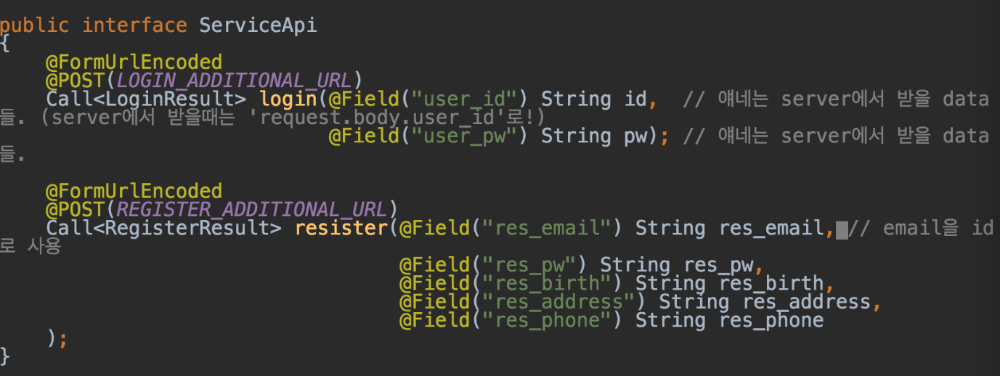 public interface ServiceApi
{
    @FormUrlEncoded
    @POST(LOGIN_ADDITIONAL_URL)
    Call<LoginResult> login(@Field("user_id") String id,  // 얘네는 server에서 받을 data
들. (server에서 받을때는 'request.body.user_id'로!)
                            @Field("user_pw") String pw); // 얘네는 server에서 받을 data
들.
    @FormUrlEncoded
    @POST(REGISTER_ADDITIONAL_URL)
    Call<RegisterResult> resister(@Field("res_email") String res_email, // email을 id
로 사용
                                  @Field("res_pw") String res_pw,
                                  @Field("res_birth") String res_birth,
                                  @Field("res_address") String res_address,
                                  @Field("res_phone") String res_phone
    );
}